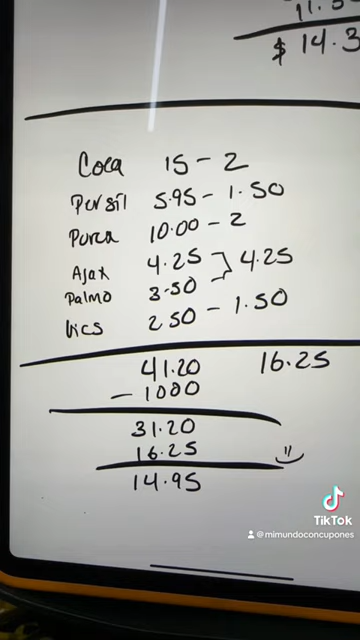 11.5
$ 14.3
Coca 15 - 2
Persil 5.95 - 1.50
Purex 10.00 - 2
Ajax 4.25 } 4.25
Palmo 3.50
Vics 2.50 - 1.50
41.20 16.25
- 1000
31.20
16.25
14.95
TikTok
@mimundoconcupones